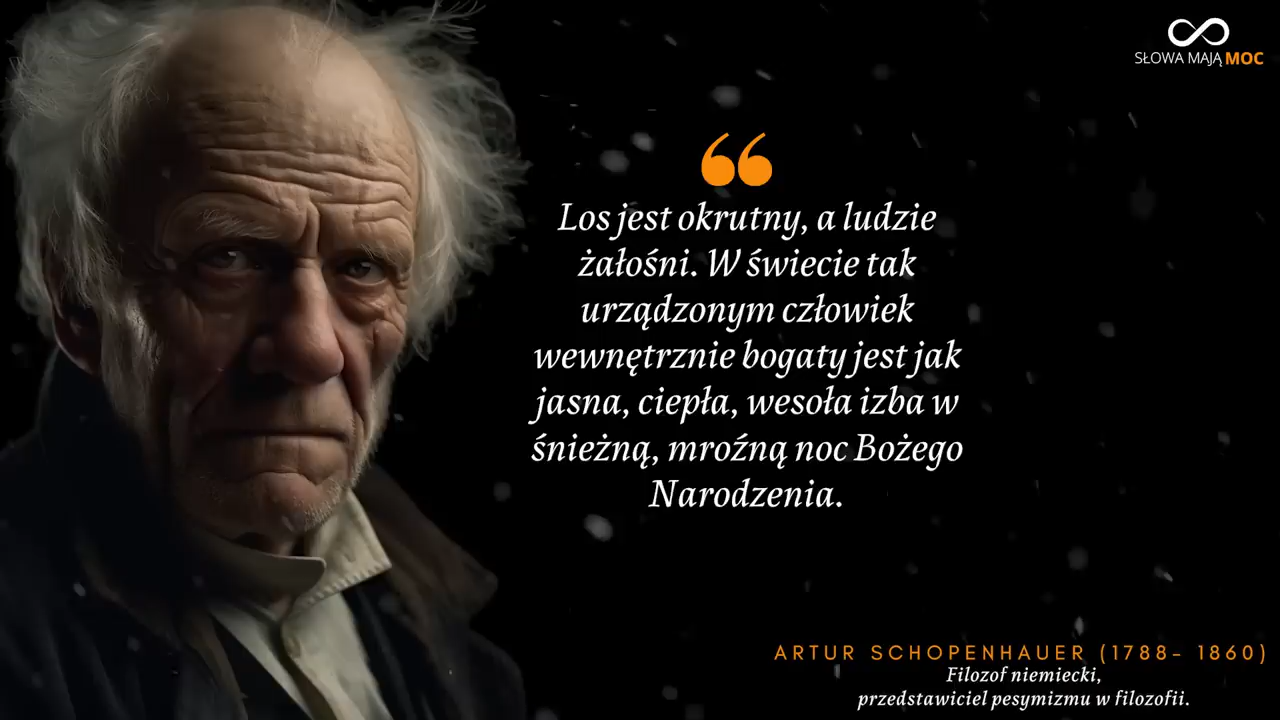 SŁOWA MAJĄ MOC
Los jest okrutny, a ludzie
żałośni. W świecie tak
urządzonym człowiek
wewnętrznie bogaty jest jak
jasna, ciepła, wesoła izba w
śnieżną, mroźną noc Bożego
Narodzenia.
ARTUR SCHOPENHAUER (1788- 1860)
Filozof niemiecki,
przedstawiciel pesymizmu w filozofii.